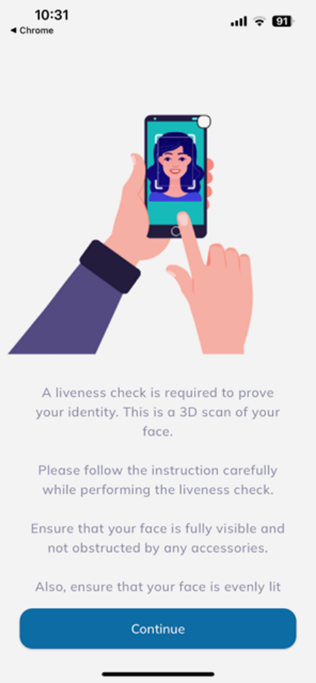 10:31
91
◀ Chrome
A liveness check is required to prove
your identity. This is a 3D scan of your
face.
Please follow the instruction carefully
while performing the liveness check.
Ensure that your face is fully visible and
not obstructed by any accessories.
Also, ensure that your face is evenly lit
Continue